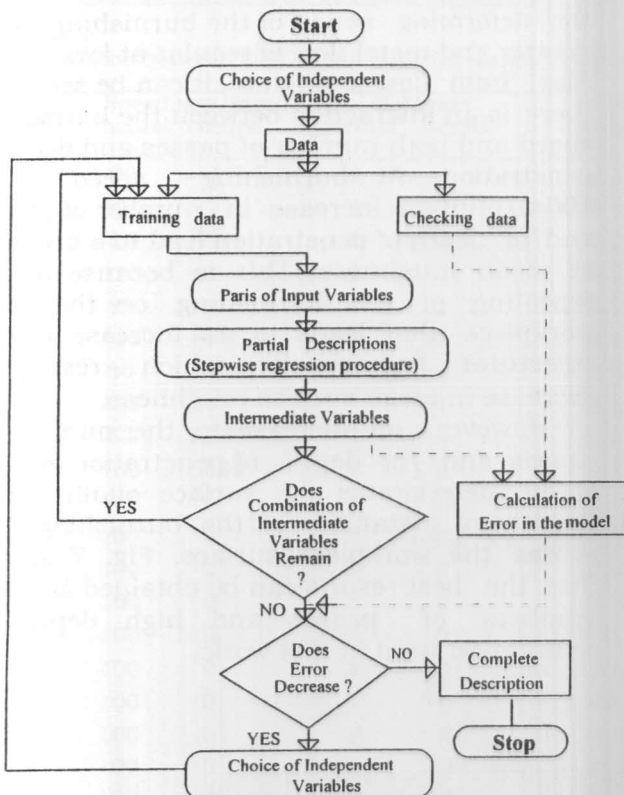 Start
Choice of Independent
Variables
Data
Training data
Checking data
Paris of Input Variables
Partial Descriptions
(Stepwise regression procedure)
Intermediate Variables
Does
Combination of
Intermediate
Variables
Remain
?
YES
Calculation of
Error in the model
NO
Does
Error
Decrease ?
NO
Complete
Description
YES
Stop
Choice of Independent
Variables